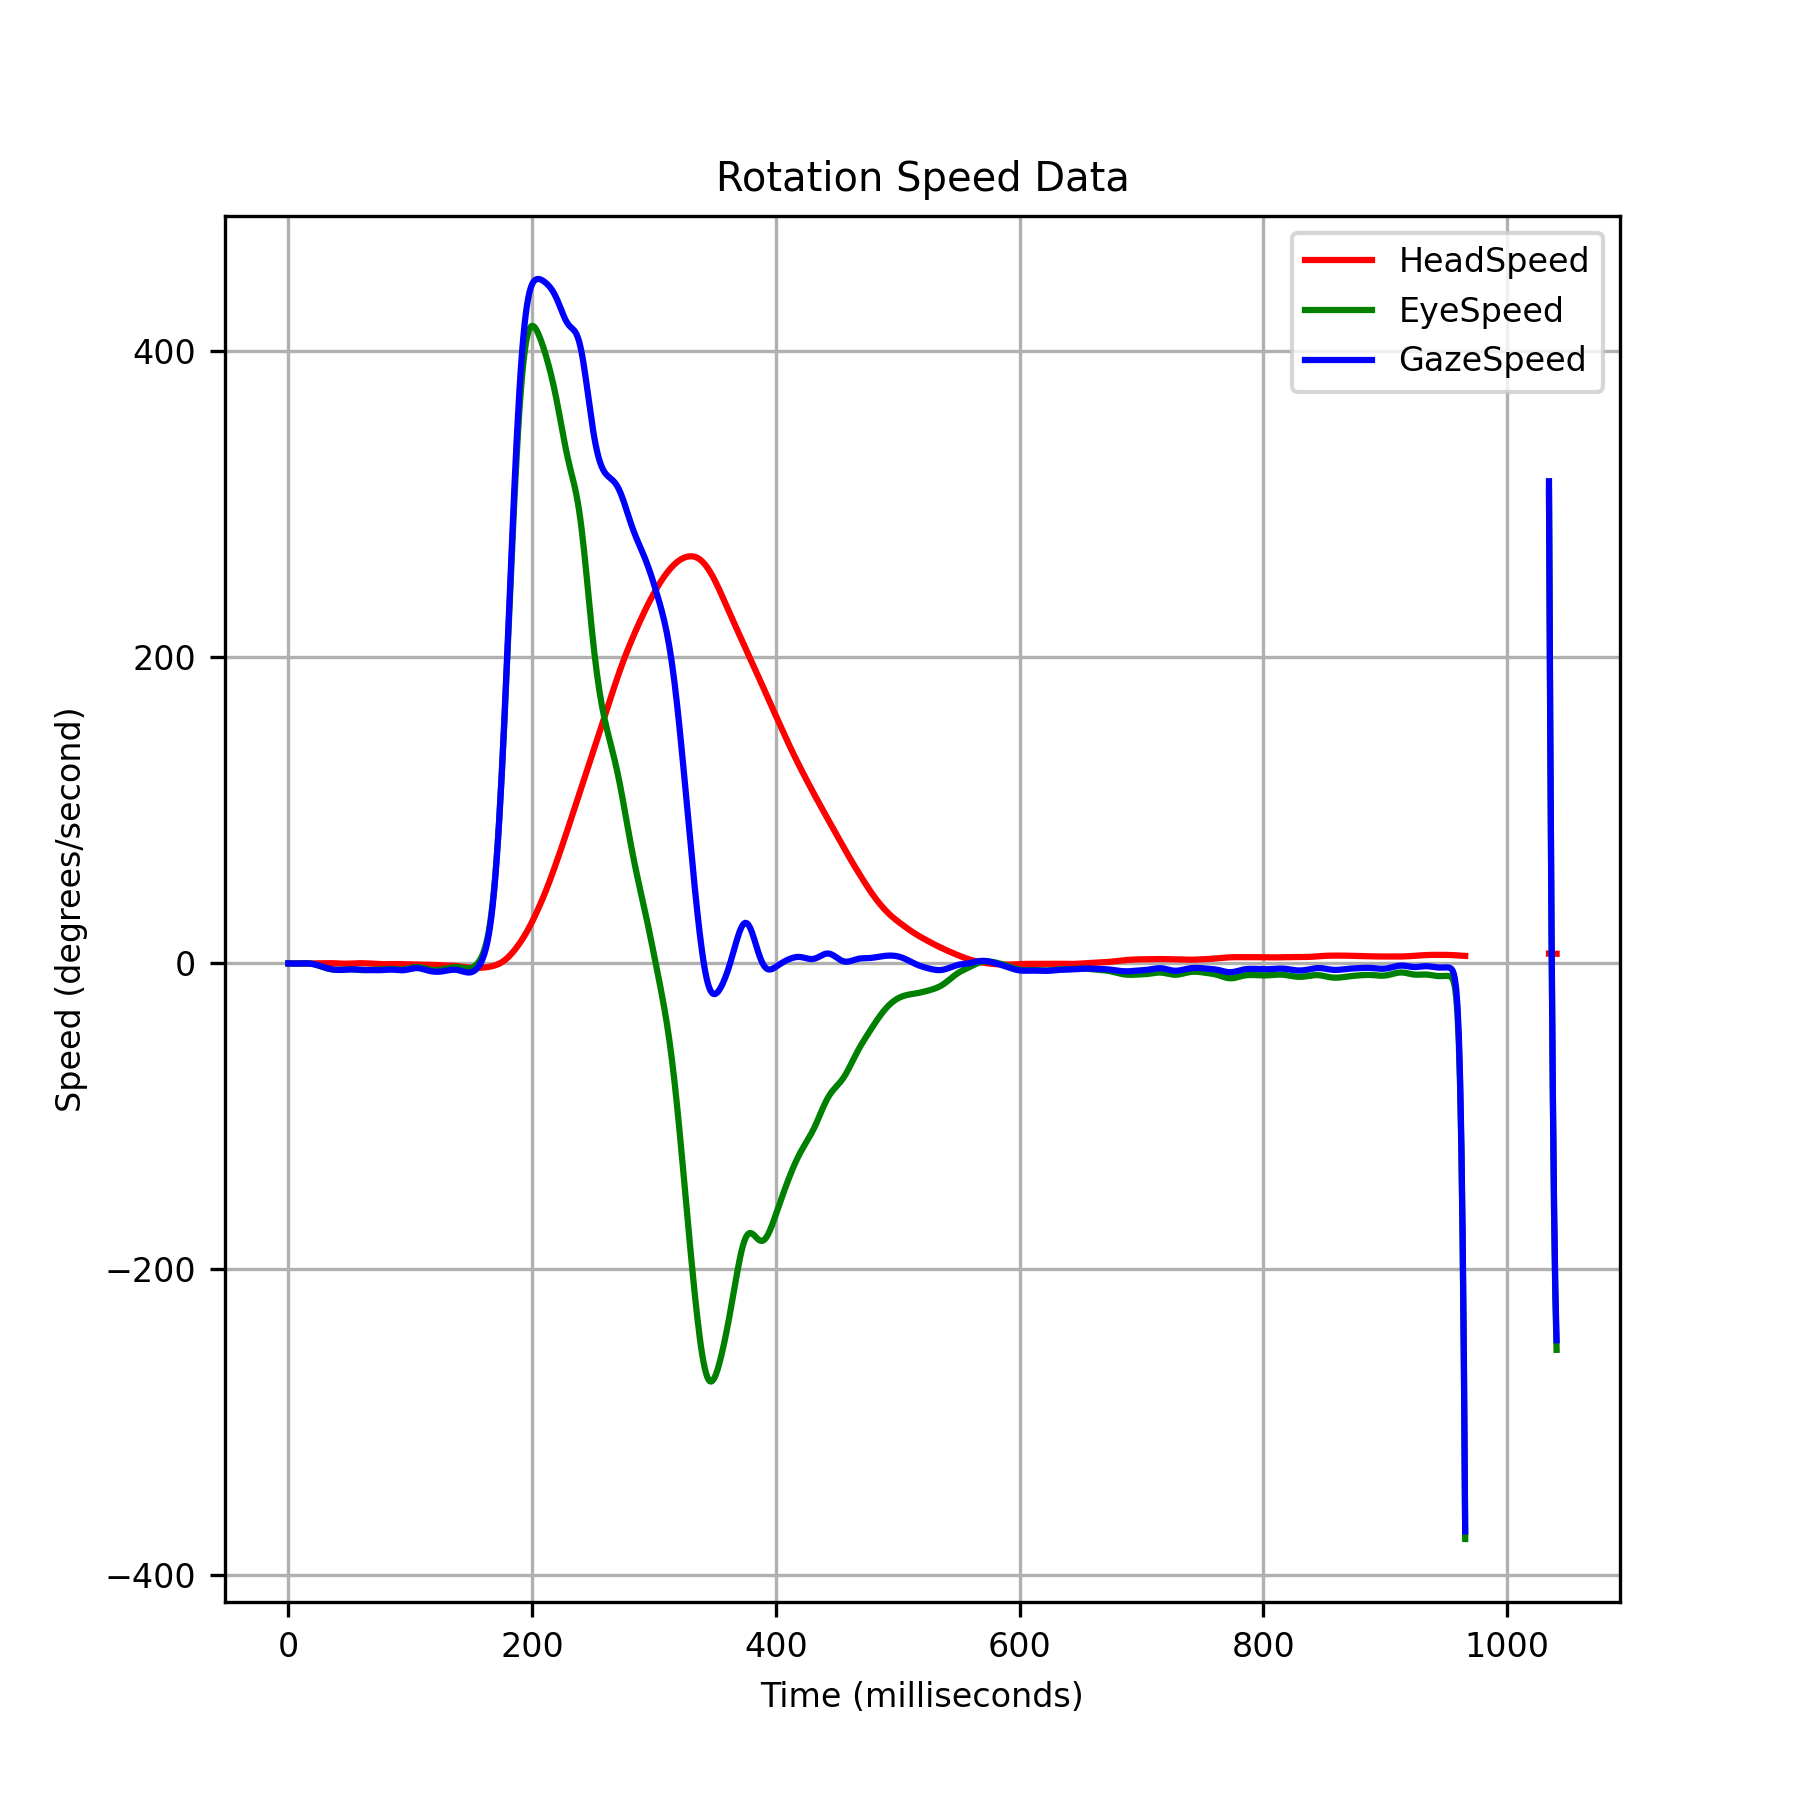 Rotation Speed Data
HeadSpeed
EyeSpeed
GazeSpeed
400
200
0
−200
−400
Speed (degrees/second)
0 200 400 600 800 1000
Time (milliseconds)